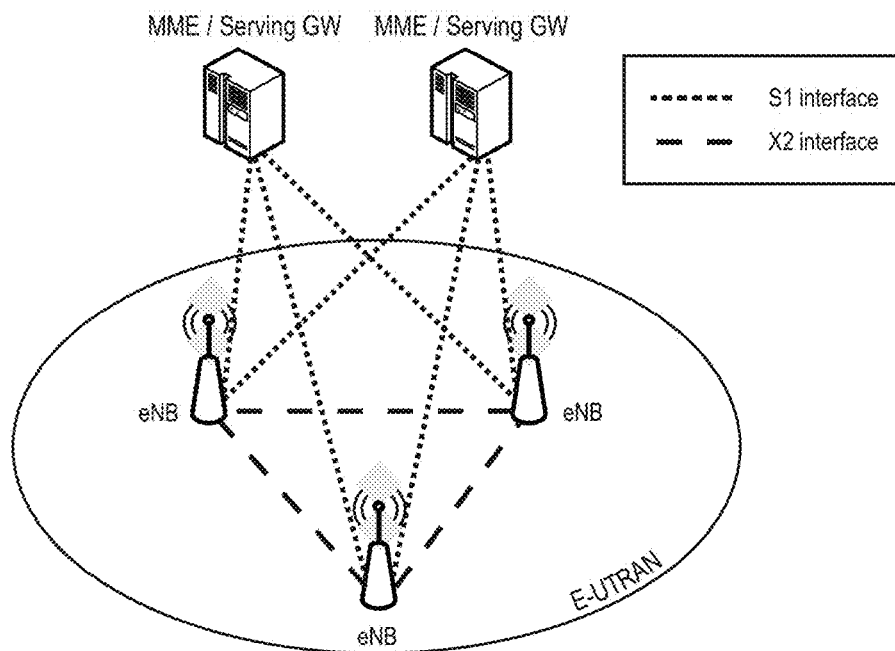 MME / Serving GW
MME / Serving GW
S1 interface
X2 interface
eNB
eNB
eNB
E-UTRAN